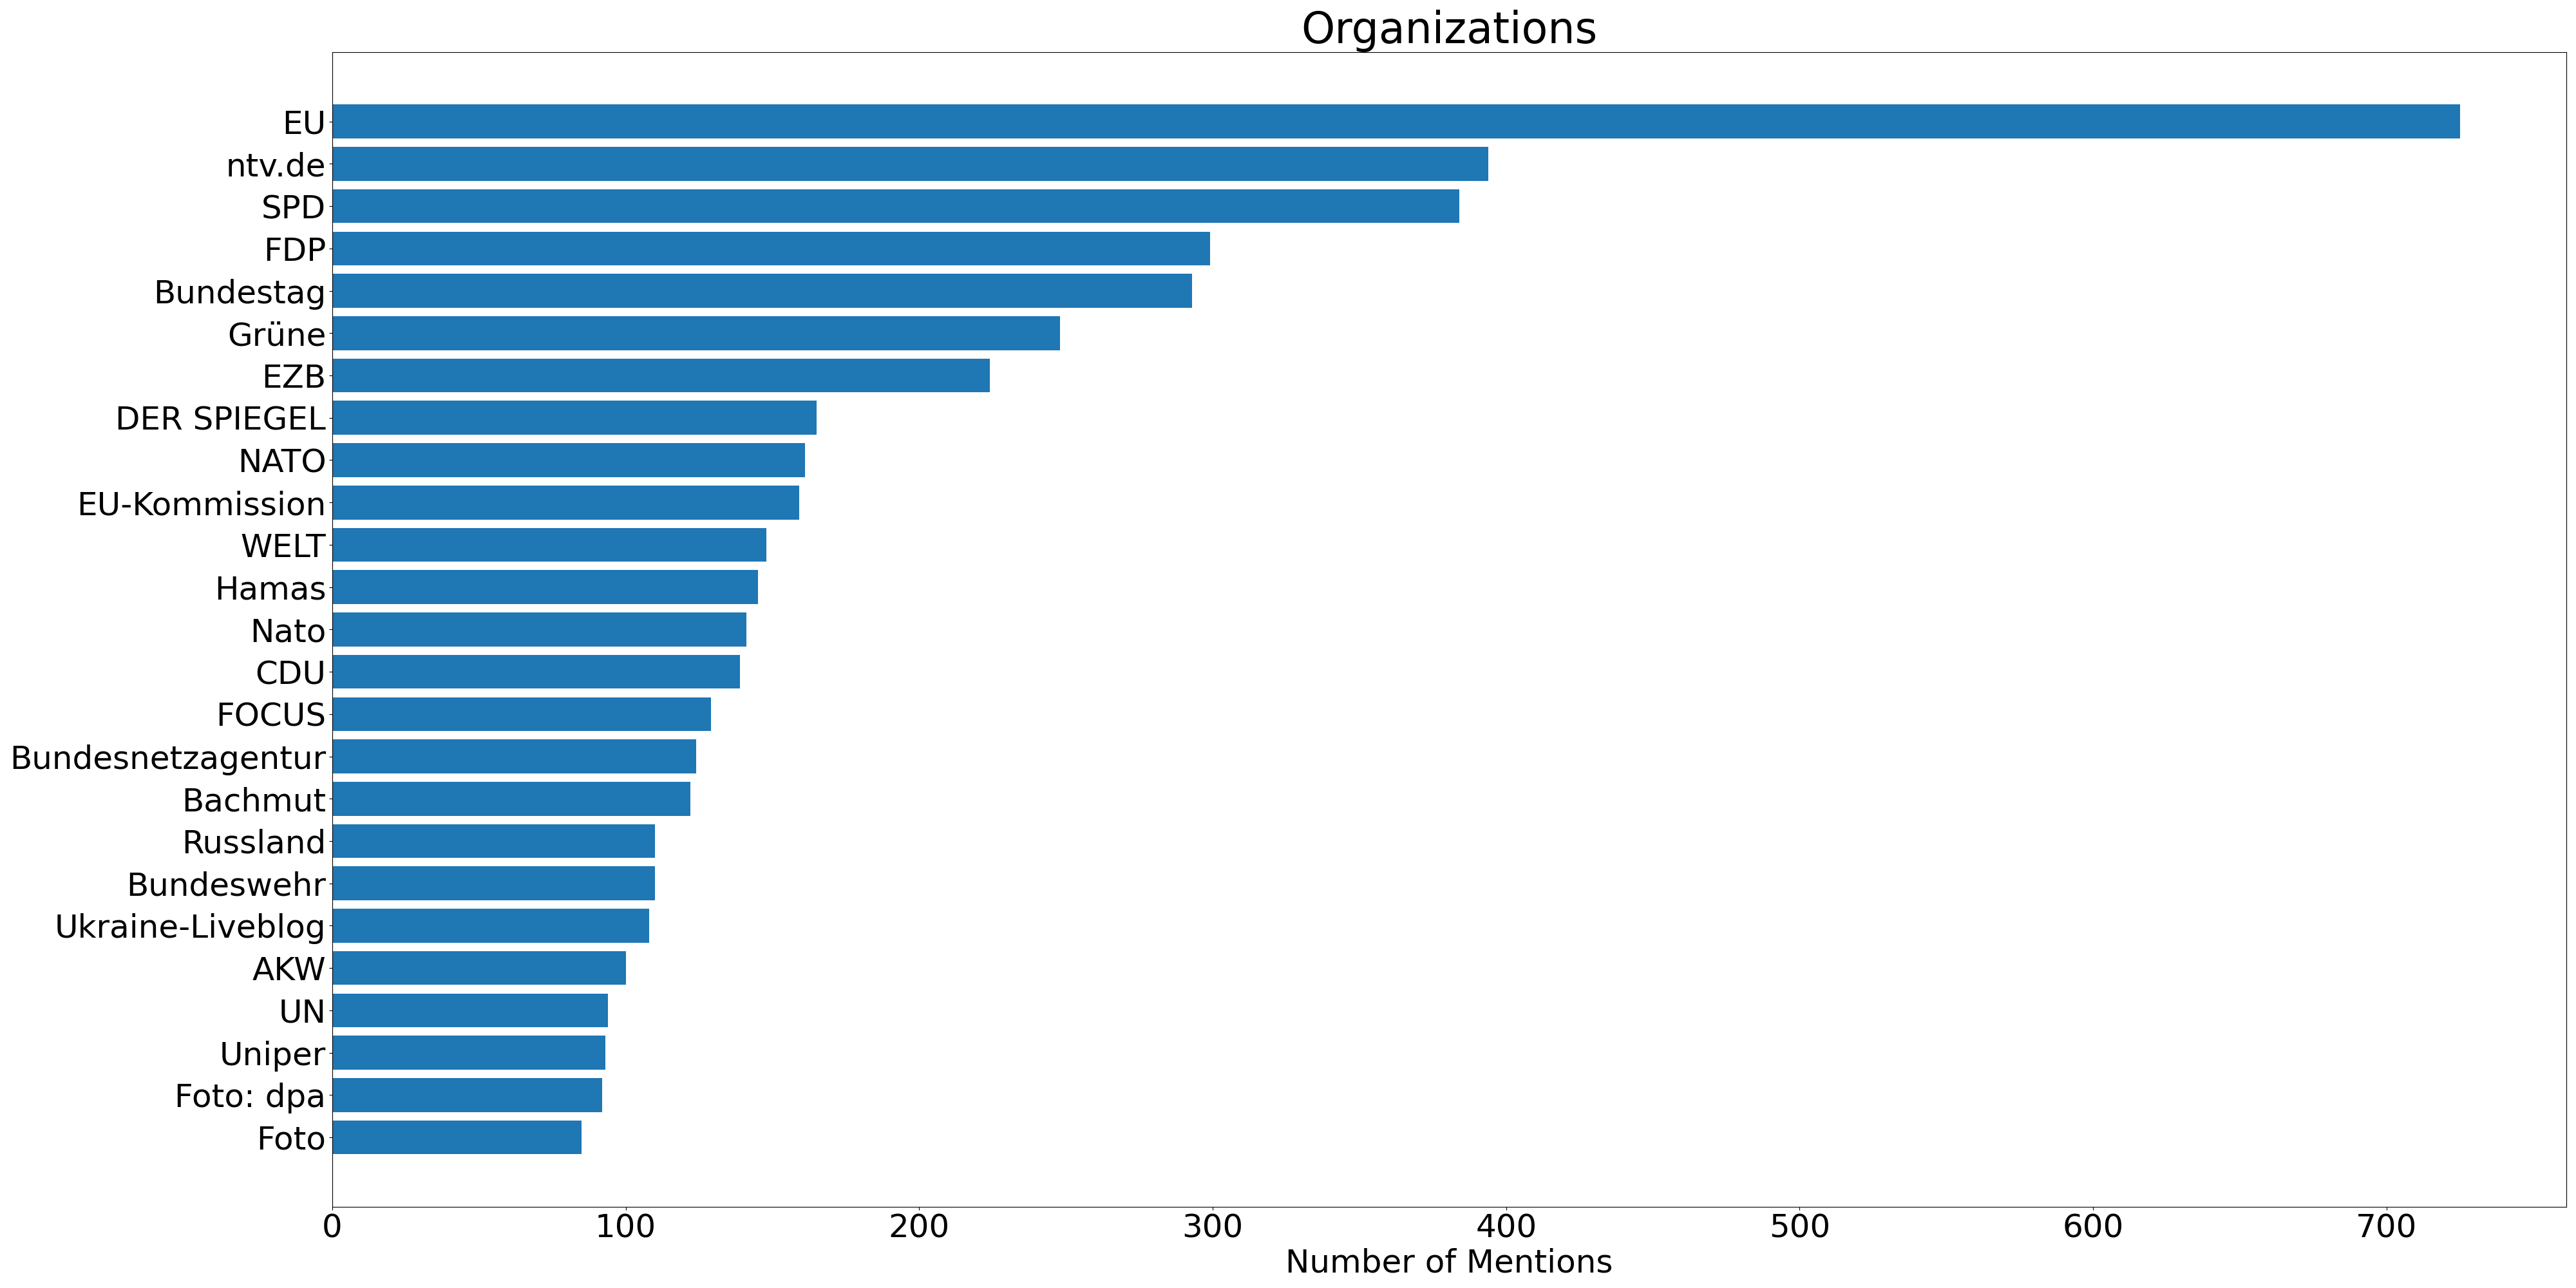 Organizations
EU
ntv.de
SPD
FDP
Bundestag
Grüne
EZB
DER SPIEGEL
NATO
EU-Kommission
WELT
Hamas
Nato
CDU
FOCUS
Bundesnetzagentur
Bachmut
Russland
Bundeswehr
Ukraine-Liveblog
AKW
UN
Uniper
Foto: dpa
Foto
0 100 200 300 400 500 600 700
Number of Mentions